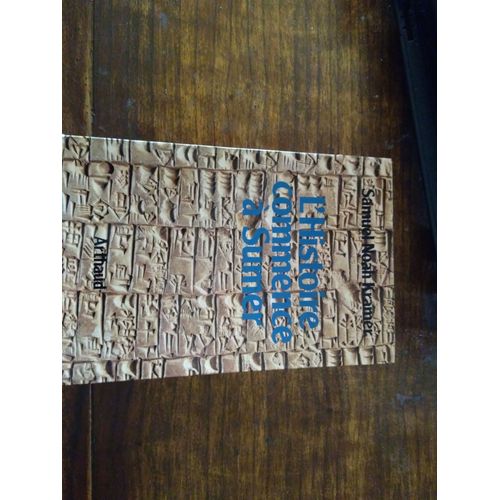 Samuel Noah Kramer
L'Histoire
commence
à Sumer
Arthaud